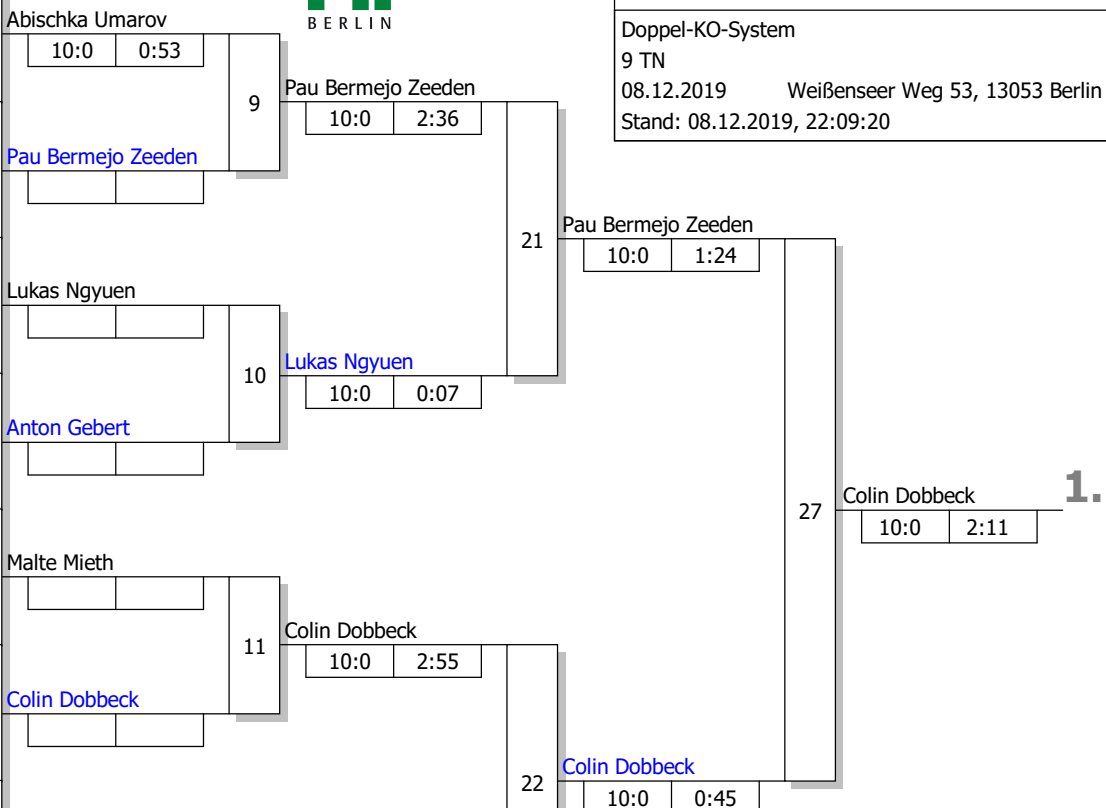 BERLIN
Doppel-KO-System
9 TN
08.12.2019 Weißenseer Weg 53, 13053 Berlin
Stand: 08.12.2019, 22:09:20
Abischka Umarov
10:0 0:53
9
Pau Bermejo Zeeden
10:0 2:36
Pau Bermejo Zeeden
21
Pau Bermejo Zeeden
10:0 1:24
Lukas Ngyuen
10
Lukas Ngyuen
10:0 0:07
Anton Gebert
27
Colin Dobbeck
1.
10:0 2:11
Malte Mieth
11
Colin Dobbeck
10:0 2:55
Colin Dobbeck
22
Colin Dobbeck
10:0 0:45